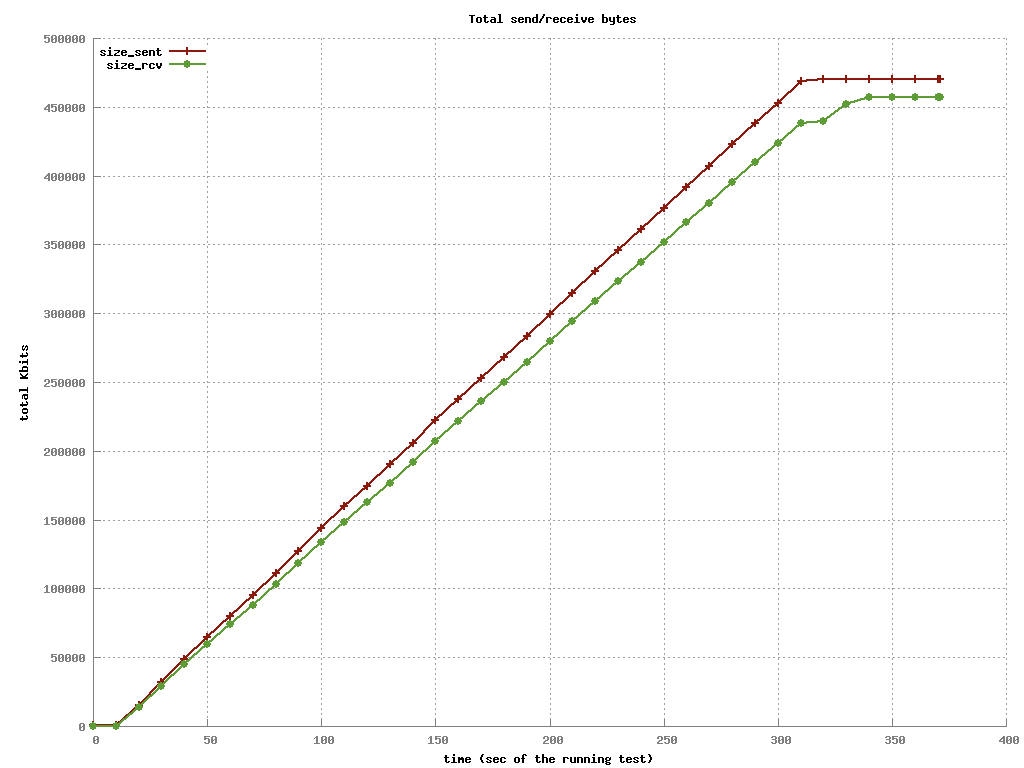 Total send/receive bytes
500000
size_sent
size_rcv
450000
400000
350000
300000
250000
total Kbits
200000
150000
100000
50000
0
0 50 100 150 200 250 300 350 400
time (sec of the running test)